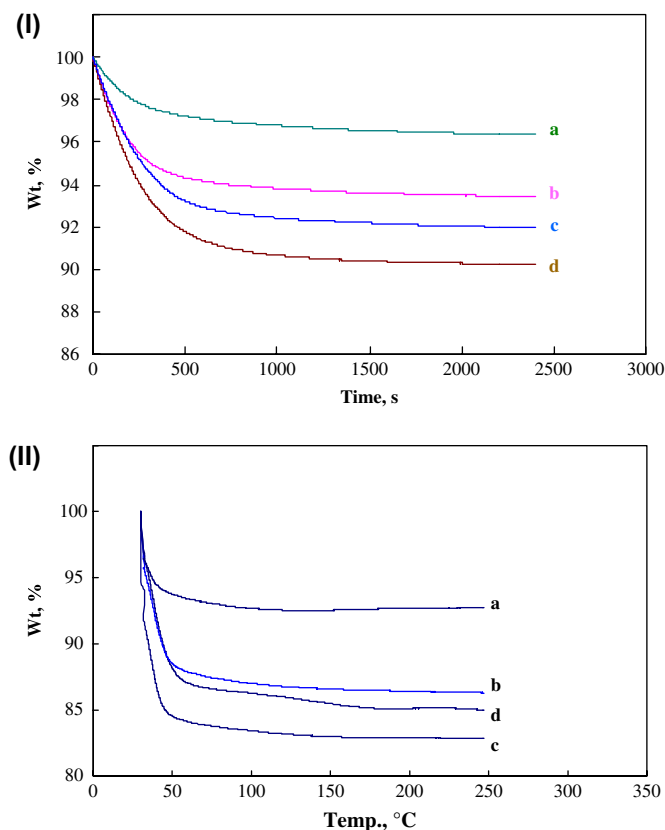 (I)
100
98
96
94
92
90
88
86
Wt, %
a
b
c
d
0 500 1000 1500 2000 2500 3000
Time, s
(II)
100
95
90
85
80
Wt, %
a
b
d
c
0 50 100 150 200 250 300 350
Temp., °C